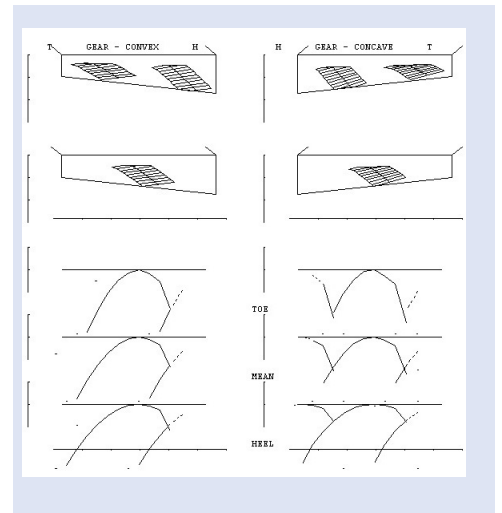 T GEAR - CONVEX H H GEAR - CONCAVE T
TOE
MEAN
HEEL